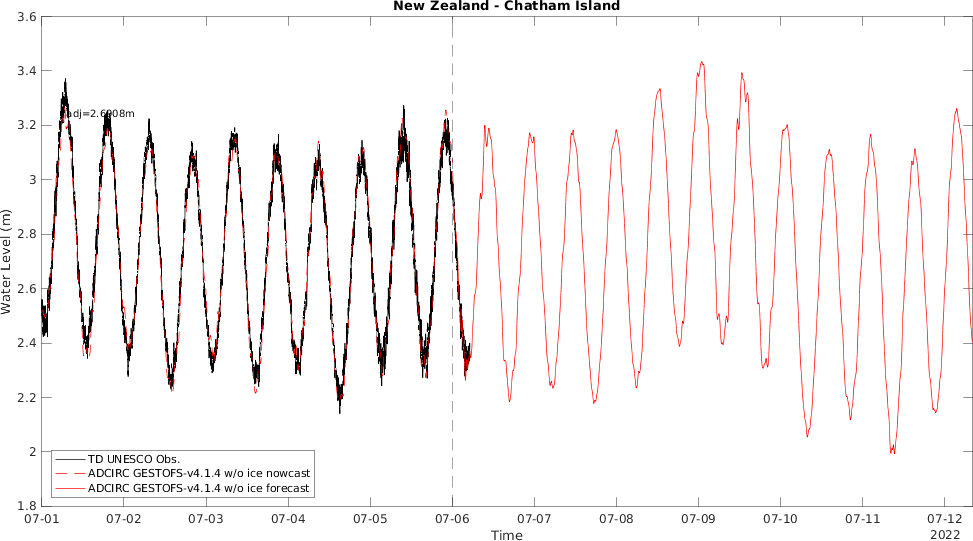 New Zealand - Chatham Island
3.6
3.4
3.2
3
2.8
2.6
2.4
2.2
2
1.8
Water Level (m)
adj=2.6908m
TD UNESCO Obs.
ADCIRC GESTOFS-v4.1.4 w/o ice nowcast
ADCIRC GESTOFS-v4.1.4 w/o ice forecast
07-01 07-02 07-03 07-04 07-05 07-06 07-07 07-08 07-09 07-10 07-11 07-12
Time
2022